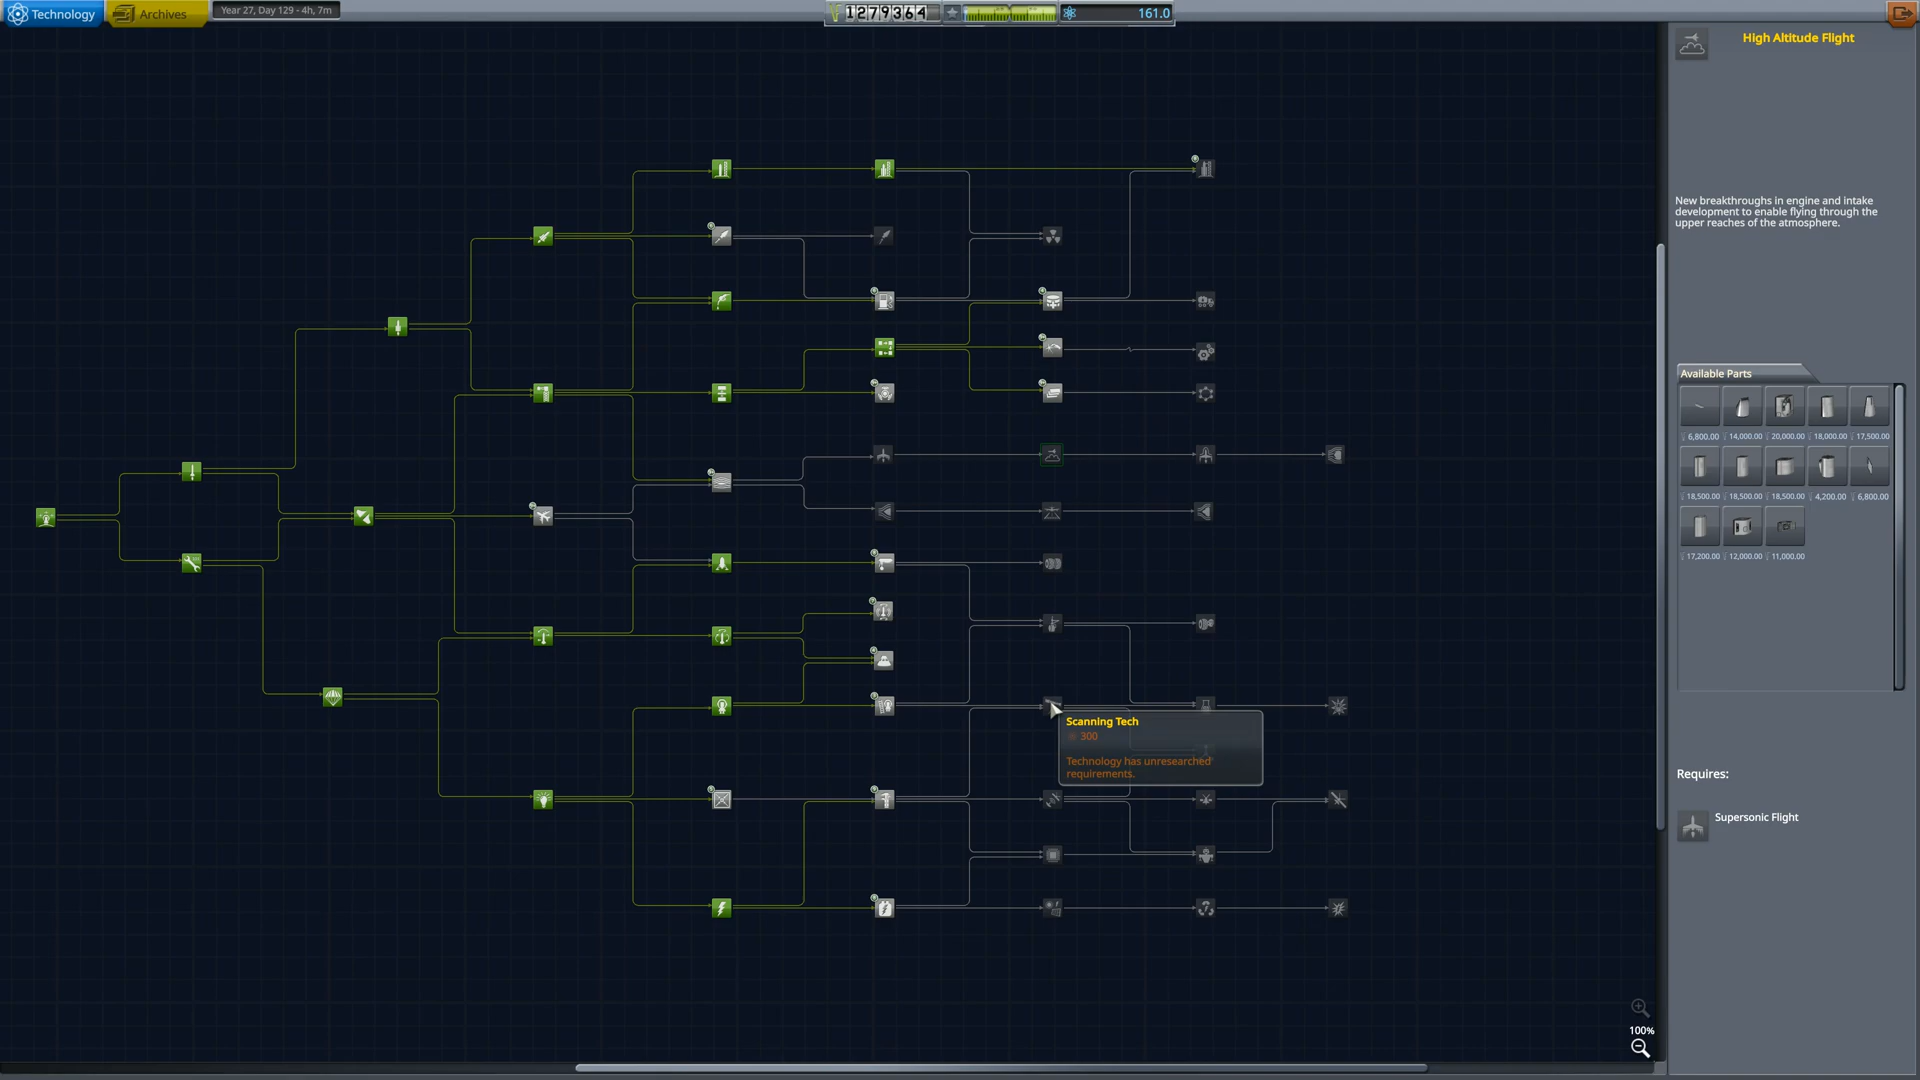 Technology
Archives
Year 27, Day 129 - 4h, 7m
1279364
161.0
High Altitude Flight
New breakthroughs in engine and intake
development to enable flying through the
upper reaches of the atmosphere.
Available Parts
6,800.00 14,000.00 20,000.00 18,000.00 17,500.00
18,500.00 18,500.00 18,500.00 4,200.00 6,800.00
17,200.00 12,000.00 11,000.00
Scanning Tech
300
Technology has unresearched
requirements.
Requires:
Supersonic Flight
100%